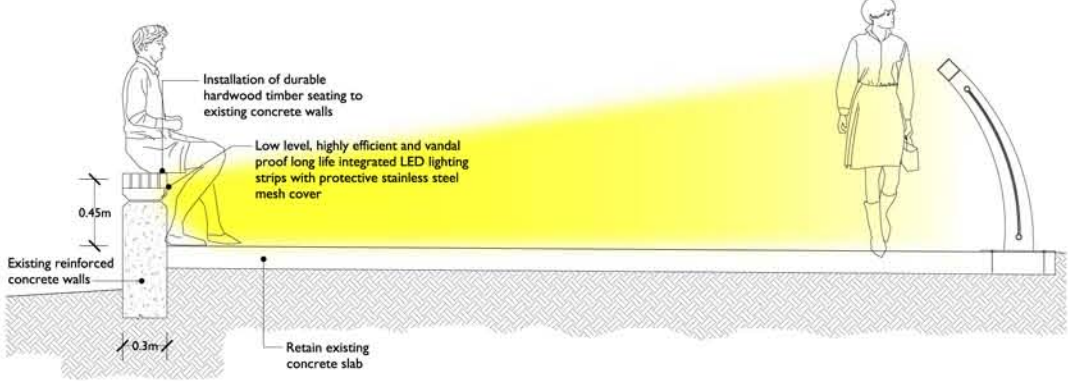 Installation of durable
hardwood timber seating to
existing concrete walls
Low level, highly efficient and vandal
proof long life integrated LED lighting
strips with protective stainless steel
mesh cover
0.45m
Existing reinforced
concrete walls
0.3m
Retain existing
concrete slab